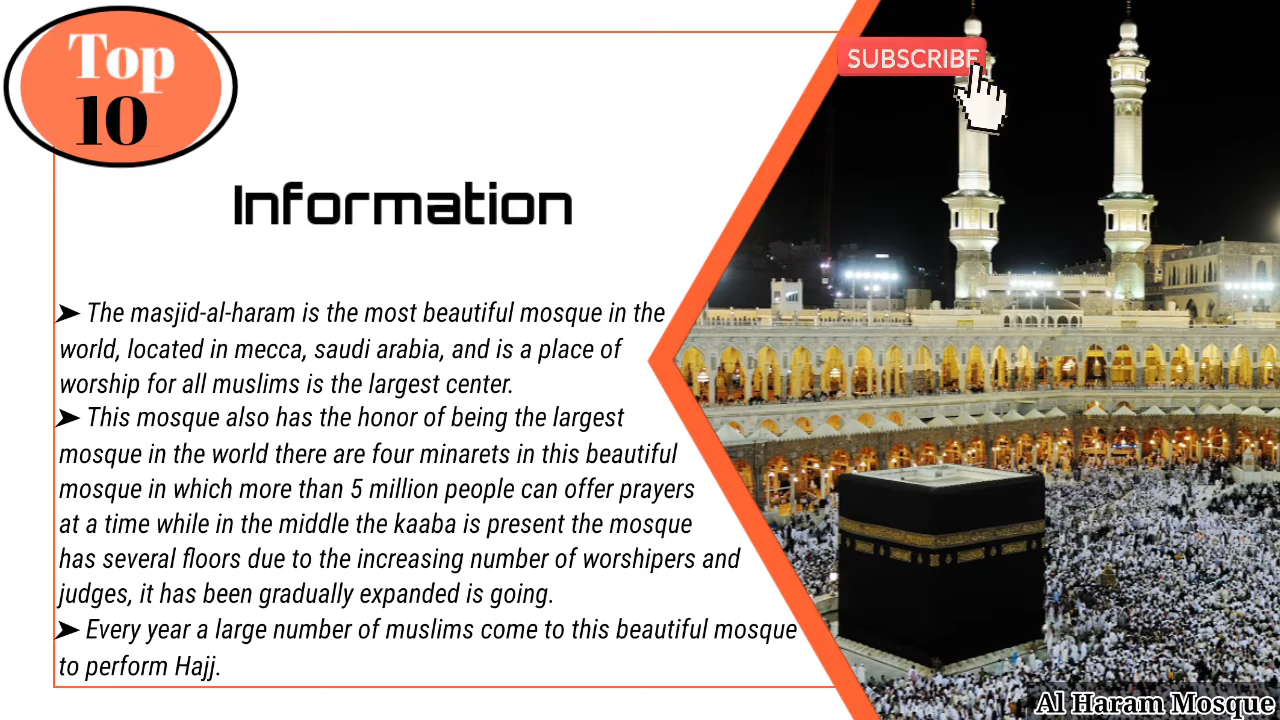 Top
10
SUBSCRIBE
Information
➤ The masjid-al-haram is the most beautiful mosque in the
world, located in mecca, saudi arabia, and is a place of
worship for all muslims is the largest center.
➤ This mosque also has the honor of being the largest
mosque in the world there are four minarets in this beautiful
mosque in which more than 5 million people can offer prayers
at a time while in the middle the kaaba is present the mosque
has several floors due to the increasing number of worshipers and
judges, it has been gradually expanded is going.
➤ Every year a large number of muslims come to this beautiful mosque
to perform Hajj.
Al Haram Mosque